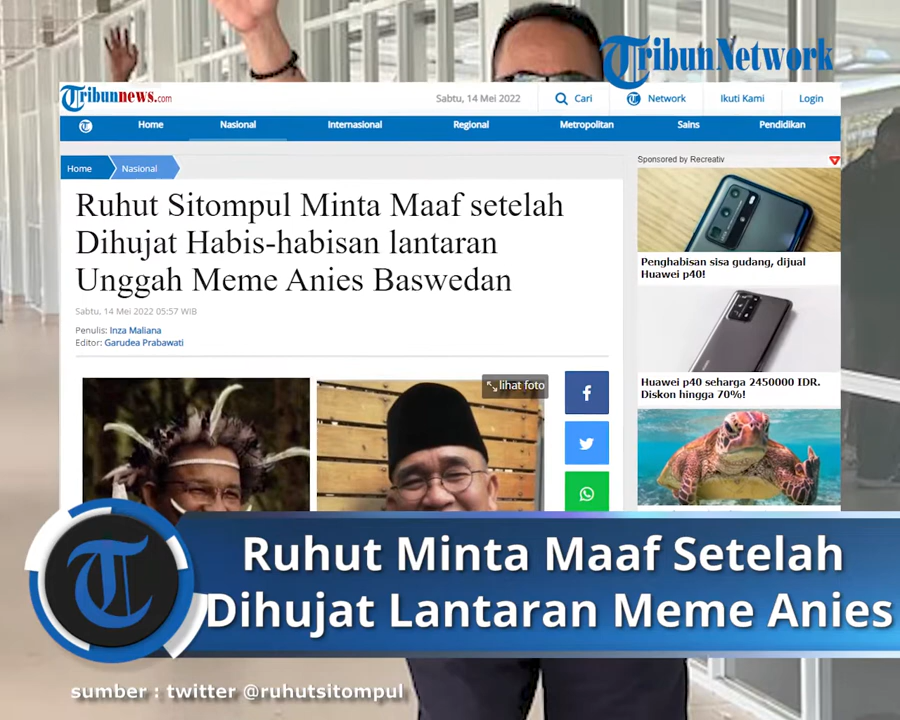 TribunNetwork
Tribunnews.com
Sabtu, 14 Mei 2022
Cari
Network
Ikuti Kami
Login
Home
Nasional
Internasional
Regional
Metropolitan
Sains
Pendidikan
Home
Nasional
Sponsored by Recreativ
Ruhut Sitompul Minta Maaf setelah
Dihujat Habis-habisan lantaran
Unggah Meme Anies Baswedan
Sabtu, 14 Mei 2022 05:57 WIB
Penulis: Inza Maliana
Editor: Garudea Prabawati
lihat foto
Penghabisan sisa gudang, dijual
Huawei p40!
Huawei p40 seharga 2450000 IDR.
Diskon hingga 70%!
Ruhut Minta Maaf Setelah
Dihujat Lantaran Meme Anies
sumber : twitter @ruhutsitompul